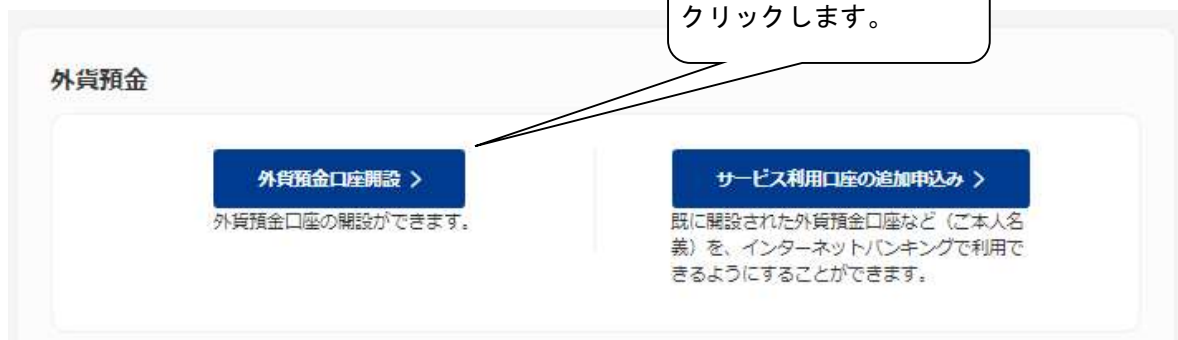 クリックします。
外貨預金
外貨預金口座開設 >
外貨預金口座の開設ができます。
サービス利用口座の追加申込み >
既に開設された外貨預金口座など（ご本人名
義）を、インターネットバンキングで利用で
きるようにすることができます。